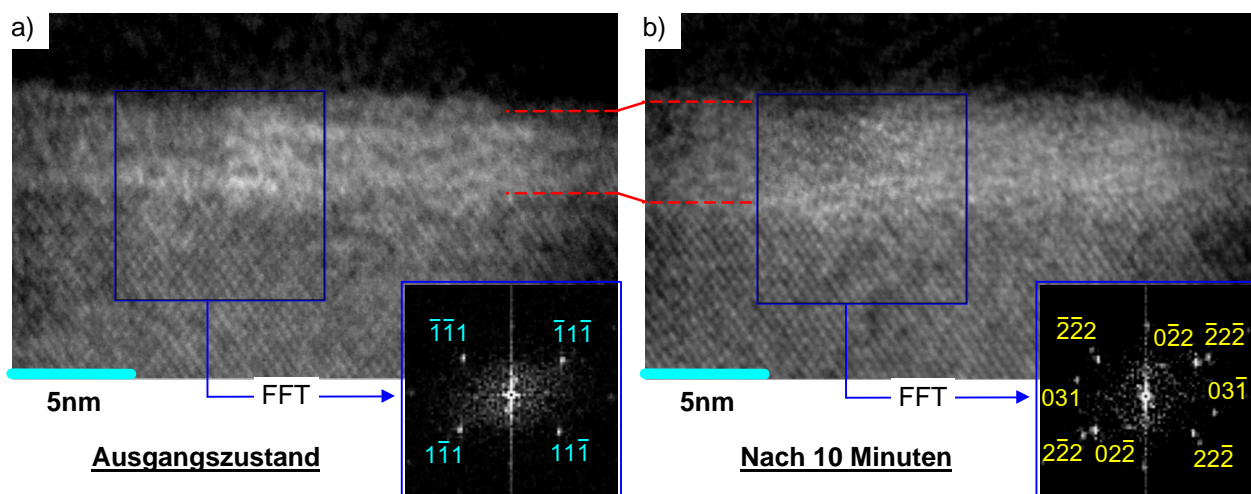 a)
b)
1̄1̄1 1̄11̄
11̄1 111̄
2̄2̄2 02̄2 2̄22̄
031 031̄
22̄2 022̄ 222̄
5nm FFT
5nm FFT
Ausgangszustand
Nach 10 Minuten